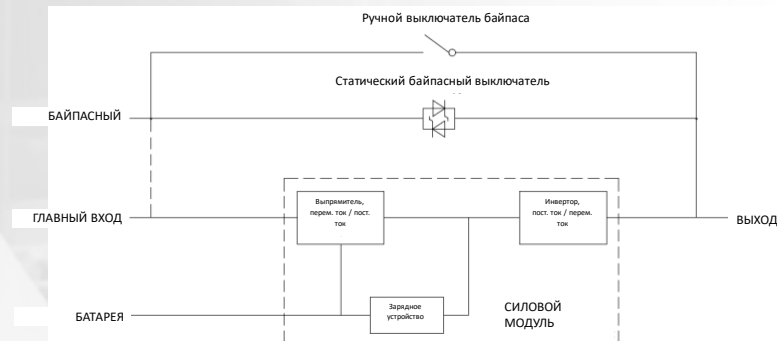 Ручной выключатель байпаса
Статический байпасный выключатель
БАЙПАСНЫЙ
ГЛАВНЫЙ ВХОД
Выпрямитель,
перем. ток / пост.
ток
Инвертор,
пост. ток / перем.
ток
ВЫХОД
БАТАРЕЯ
Зарядное
устройство
СИЛОВОЙ
МОДУЛЬ